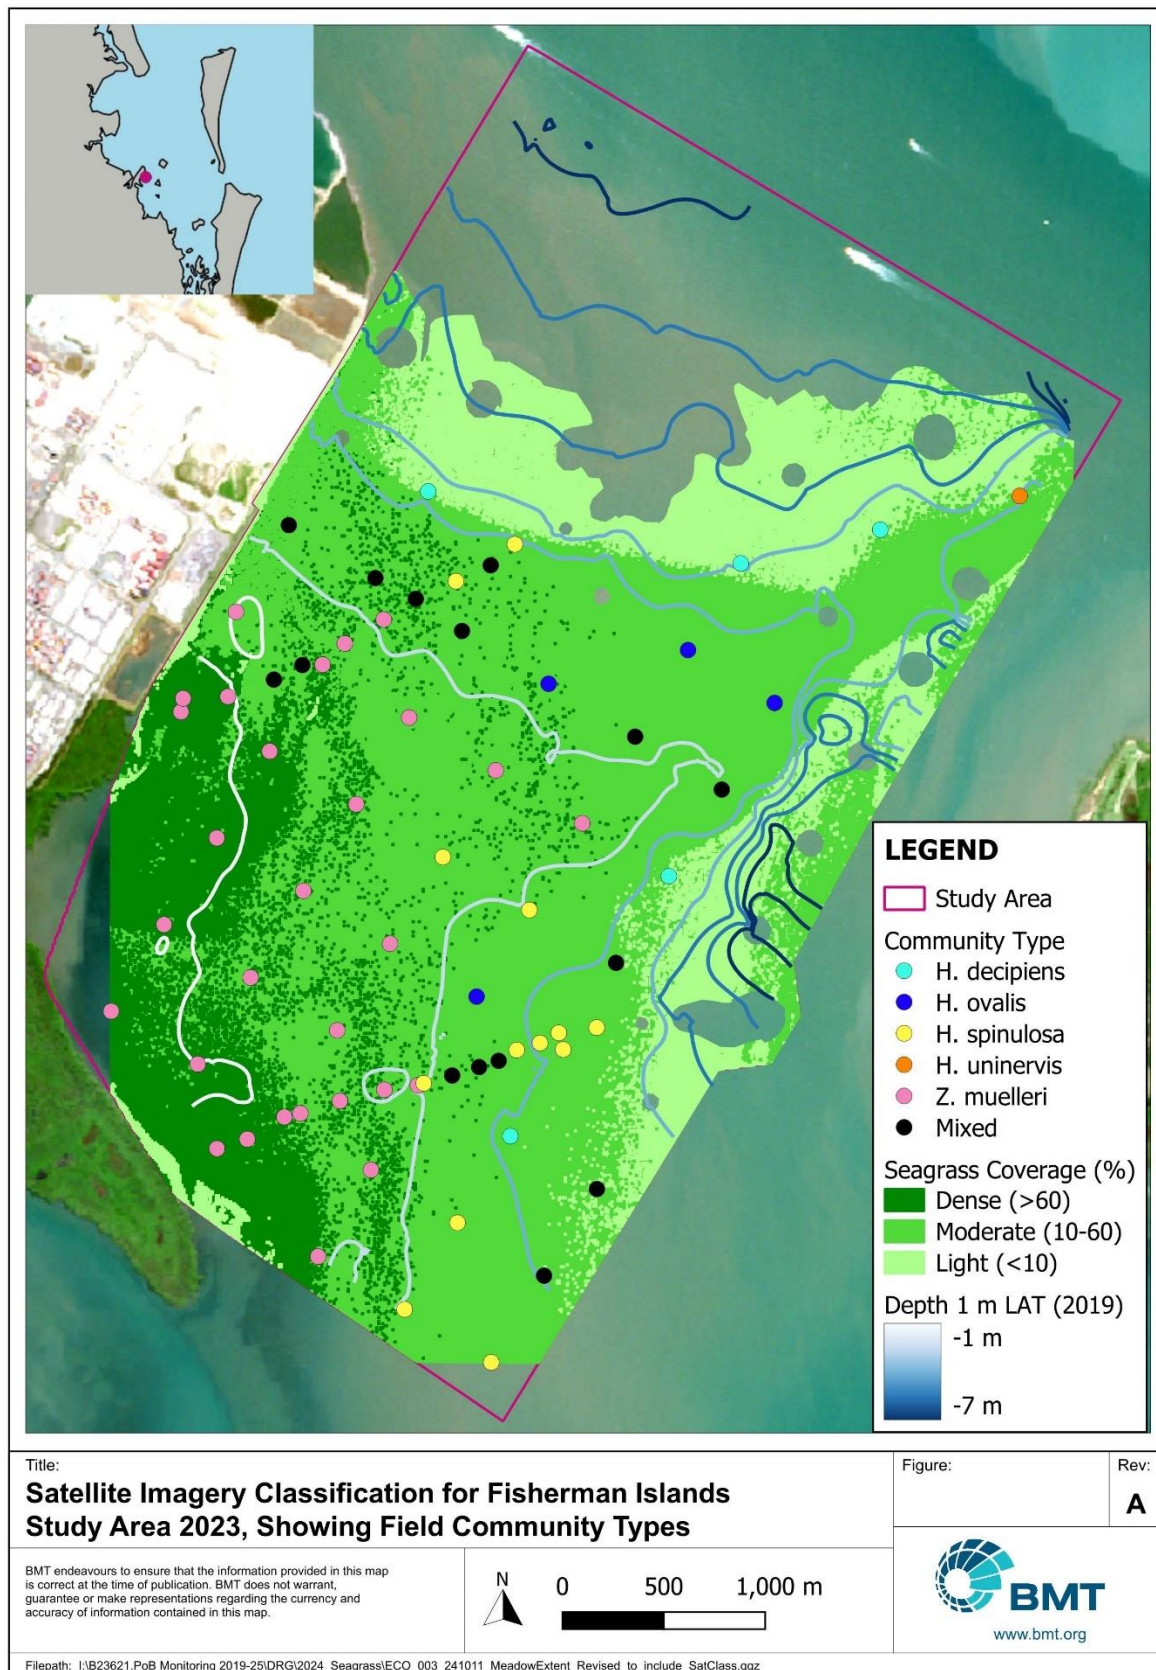 LEGEND
Study Area
Community Type
H. decipiens
H. ovalis
H. spinulosa
H. uninervis
Z. muelleri
Mixed
Seagrass Coverage (%)
Dense (>60)
Moderate (10-60)
Light (<10)
Depth 1 m LAT (2019)
-1 m
-7 m
Title:
Satellite Imagery Classification for Fisherman Islands
Study Area 2023, Showing Field Community Types
Figure:
Rev:
A
BMT endeavours to ensure that the information provided in this map
is correct at the time of publication. BMT does not warrant,
guarantee or make representations regarding the currency and
accuracy of information contained in this map.
N
0 500 1,000 m
BMT
www.bmt.org
Filepath: I:\B23621.PoB Monitoring 2019-25\DRG\2024_Seagrass\ECO_003_241011_MeadowExtent_Revised_to_include_SatClass.qgz